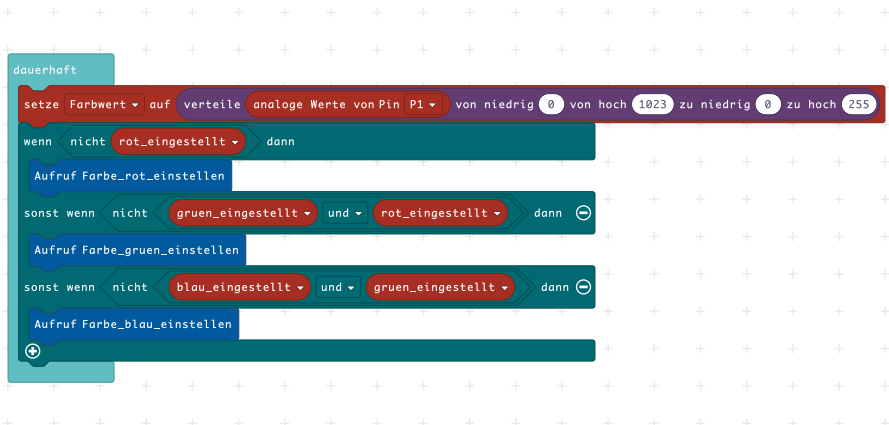 dauerhaft
setze Farbwert auf verteile analoge Werte von Pin P1 von niedrig 0 von hoch 1023 zu niedrig 0 zu hoch 255
wenn nicht rot_eingestellt dann
Aufruf Farbe_rot_einstellen
sonst wenn nicht gruen_eingestellt und rot_eingestellt dann
Aufruf Farbe_gruen_einstellen
sonst wenn nicht blau_eingestellt und gruen_eingestellt dann
Aufruf Farbe_blau_einstellen